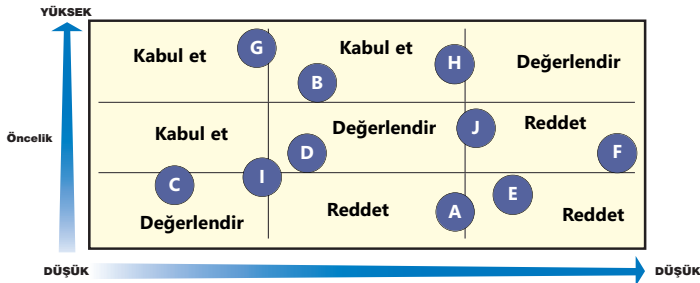 YÜKSEK
Kabul et
G
Kabul et
H
Değerlendir
B
Öncelik
Kabul et
D
Değerlendir
J
Reddet
F
C
I
E
Değerlendir
Reddet
A
Reddet
DÜŞÜK
DÜŞÜK